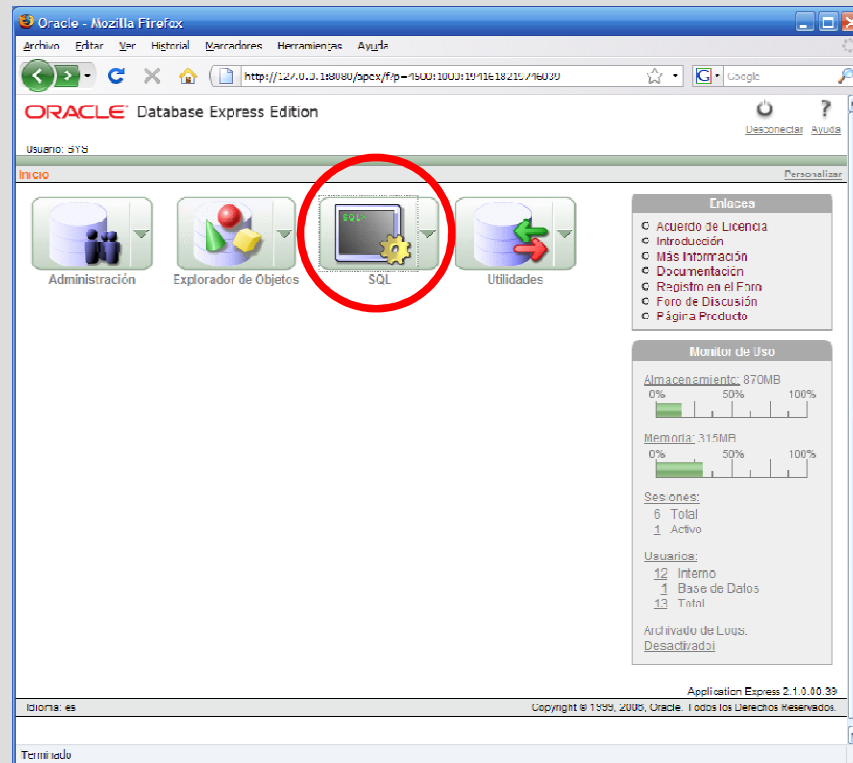 Oracle - Mozilla Firefox
Archivo Editar Ver Historial Marcadores Herramientas Ayuda
Google
ORACLE Database Express Edition
Desconectar Ayuda
Usuario: SYS
Inicio
Personalizar
SQL>
Administración
Explorador de Objetos
SQL
Utilidades
Enlaces
Acuerdo de Licencia
Introducción
Más Información
Documentación
Registro en el Foro
Foro de Discusión
Página Producto
Monitor de Uso
Almacenamiento: 870MB
0% 50% 100%
Memoria: 315MB
0% 50% 100%
Sesiones:
6 Total
1 Activo
Usuarios:
12 Interno
1 Base de Datos
13 Total
Archivado de Logs:
Application Express 2.1.0.00.39
Idioma: es
Copyright © 1999, 2006, Oracle. Todos los Derechos Reservados.
Terminado